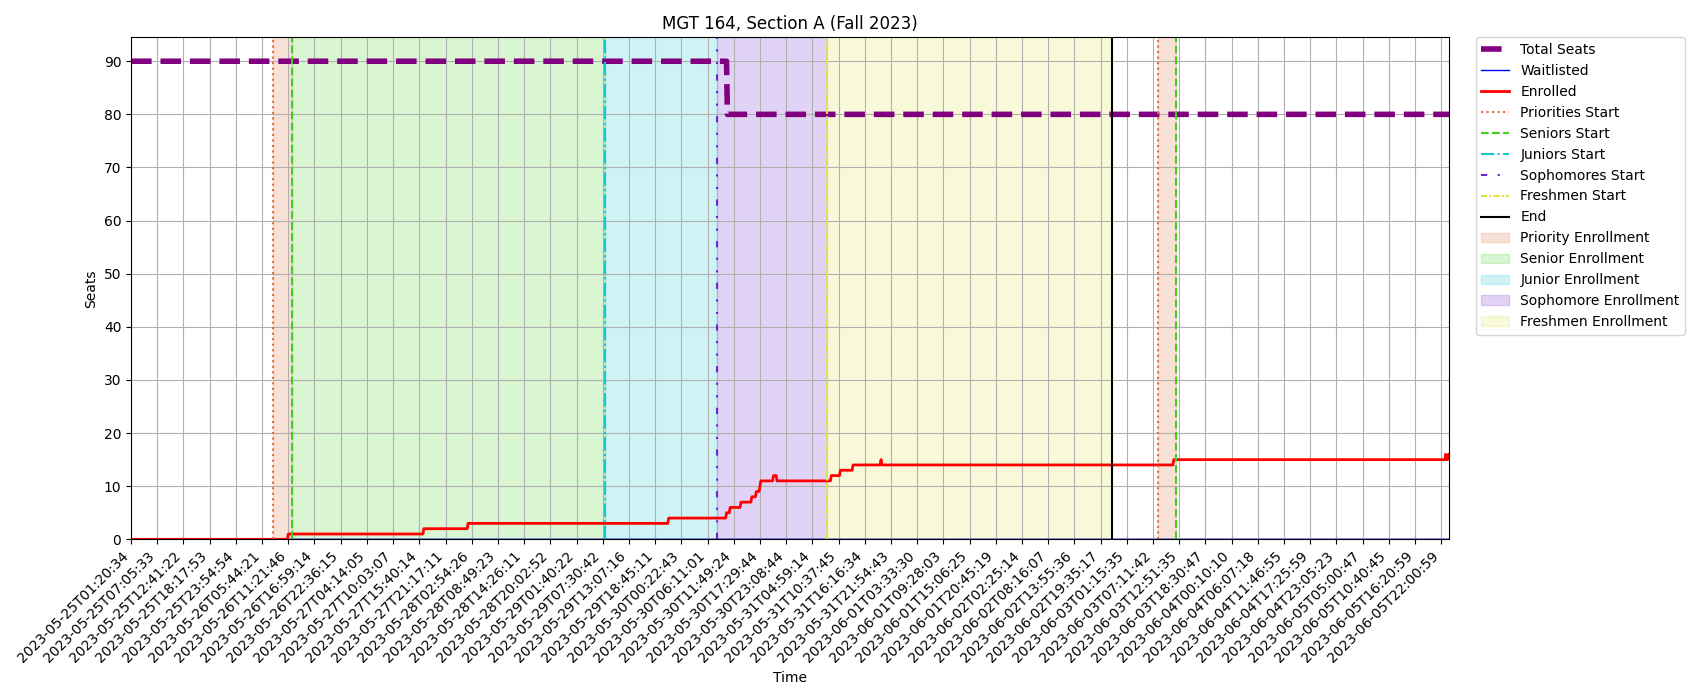 MGT 164, Section A (Fall 2023)
90
80
70
60
50
40
30
20
10
0
Seats
2023-05-25T01:20:34
2023-05-25T07:05:33
2023-05-25T12:41:22
2023-05-25T18:17:53
2023-05-25T23:54:54
2023-05-26T05:44:21
2023-05-26T11:21:46
2023-05-26T16:59:14
2023-05-26T22:36:15
2023-05-27T04:14:05
2023-05-27T10:03:07
2023-05-27T15:40:14
2023-05-27T21:17:11
2023-05-28T02:54:26
2023-05-28T08:49:23
2023-05-28T14:26:11
2023-05-28T20:02:52
2023-05-29T01:40:22
2023-05-29T07:30:42
2023-05-29T13:07:16
2023-05-29T18:45:11
2023-05-30T00:22:43
2023-05-30T06:11:01
2023-05-30T11:49:24
2023-05-30T17:29:44
2023-05-30T23:08:44
2023-05-31T04:59:14
2023-05-31T10:37:45
2023-05-31T16:16:34
2023-05-31T21:54:43
2023-06-01T03:33:30
2023-06-01T09:28:03
2023-06-01T15:06:25
2023-06-01T20:45:19
2023-06-02T02:25:14
2023-06-02T08:16:07
2023-06-02T13:55:36
2023-06-02T19:35:17
2023-06-03T01:15:35
2023-06-03T07:11:42
2023-06-03T12:51:35
2023-06-03T18:30:47
2023-06-04T00:10:10
2023-06-04T06:07:18
2023-06-04T11:46:55
2023-06-04T17:25:59
2023-06-04T23:05:23
2023-06-05T05:00:47
2023-06-05T10:40:45
2023-06-05T16:20:59
2023-06-05T22:00:59
Time
Total Seats
Waitlisted
Enrolled
Priorities Start
Seniors Start
Juniors Start
Sophomores Start
Freshmen Start
End
Priority Enrollment
Senior Enrollment
Junior Enrollment
Sophomore Enrollment
Freshmen Enrollment